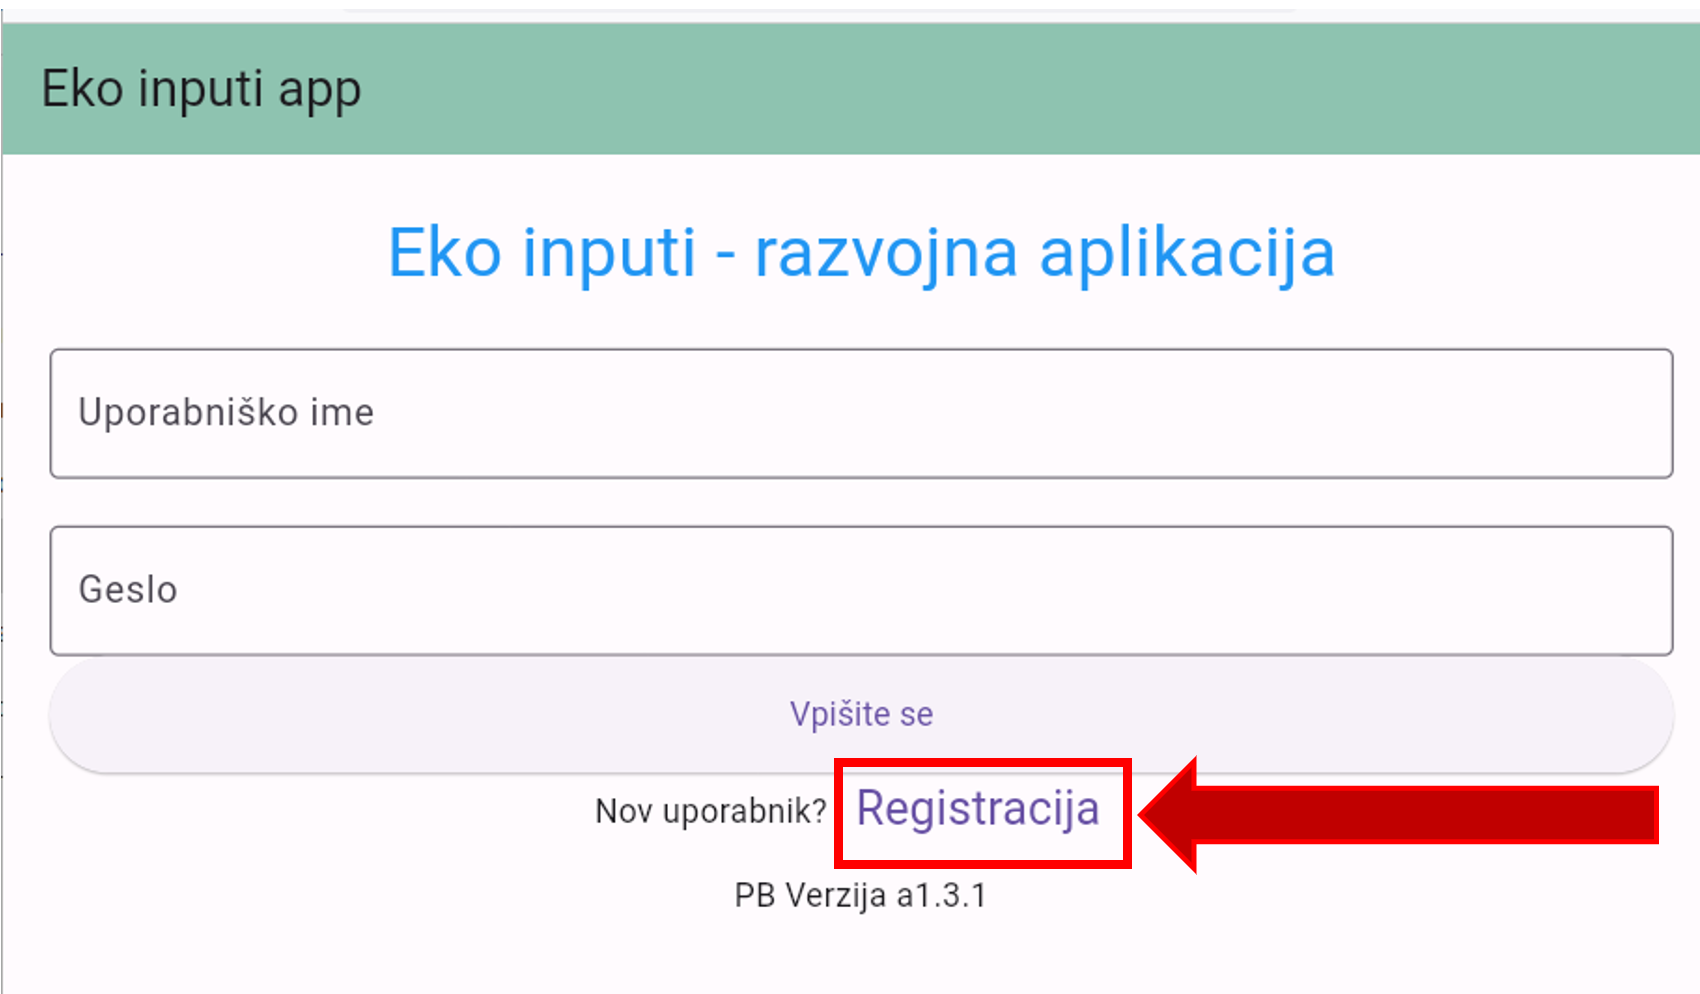 Eko inputi app
Eko inputi - razvojna aplikacija
Uporabniško ime
Geslo
Vpišite se
Nov uporabnik? Registracija
PB Verzija a1.3.1